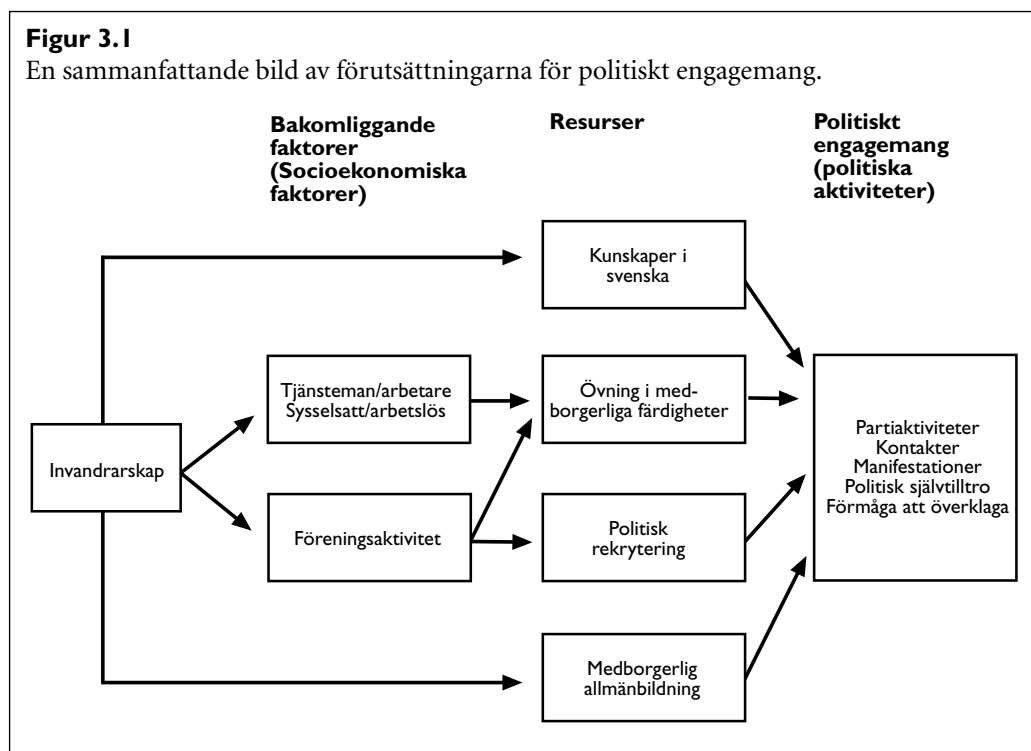 Figur 3.1
En sammanfattande bild av förutsättningarna för politiskt engagemang.
Bakomliggande
faktorer
(Socioekonomiska
faktorer)
Resurser
Politiskt
engagemang
(politiska
aktiviteter)
Kunskaper i
svenska
Tjänsteman/arbetare
Sysselsatt/arbetslös
Övning i med-
borgerliga färdigheter
Invandrarskap
Partiaktiviteter
Kontakter
Manifestationer
Politisk självtilltro
Förmåga att överklaga
Föreningsaktivitet
Politisk
rekrytering
Medborgerlig
allmänbildning